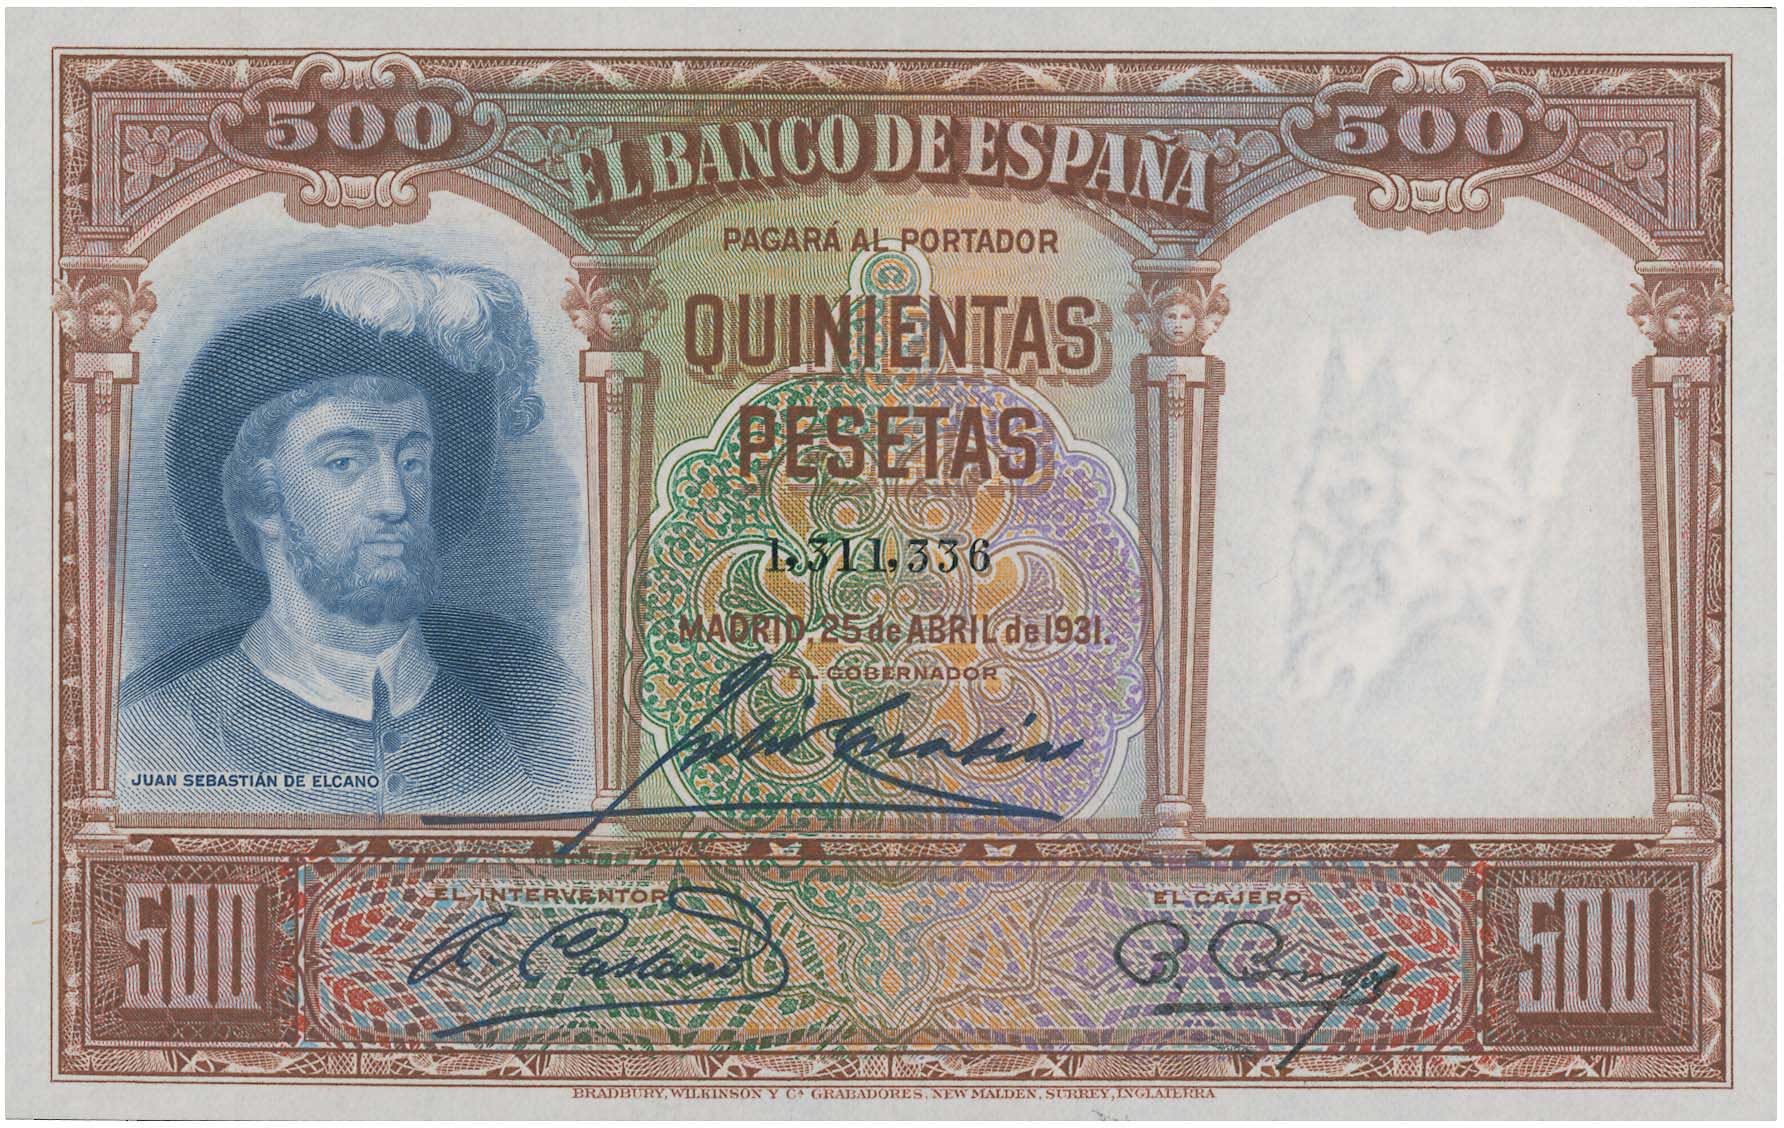 500
500
EL BANCO DE ESPAÑA
PAGARÁ AL PORTADOR
QUINIENTAS
PESETAS
1,311,336
MADRID, 25 de ABRIL de 1931.
EL GOBERNADOR
JUAN SEBASTIÁN DE ELCANO
500
EL INTERVENTOR
A. Castaño
EL CAJERO
500
BRADBURY, WILKINSON Y Cª GRABADORES, NEW MALDEN, SURREY, INGLATERRA